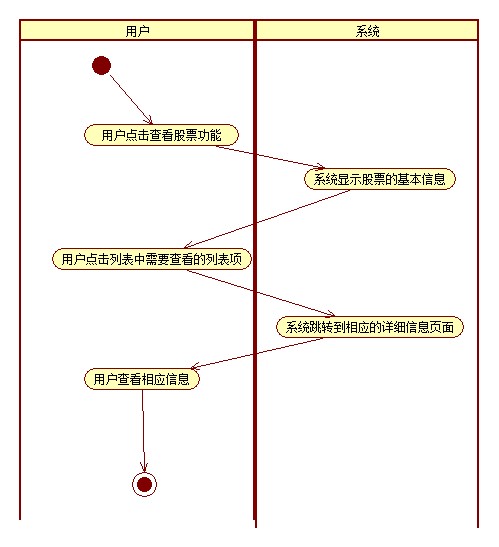 用户
系统
用户点击查看股票功能
系统显示股票的基本信息
用户点击列表中需要查看的列表项
系统跳转到相应的详细信息页面
用户查看相应信息